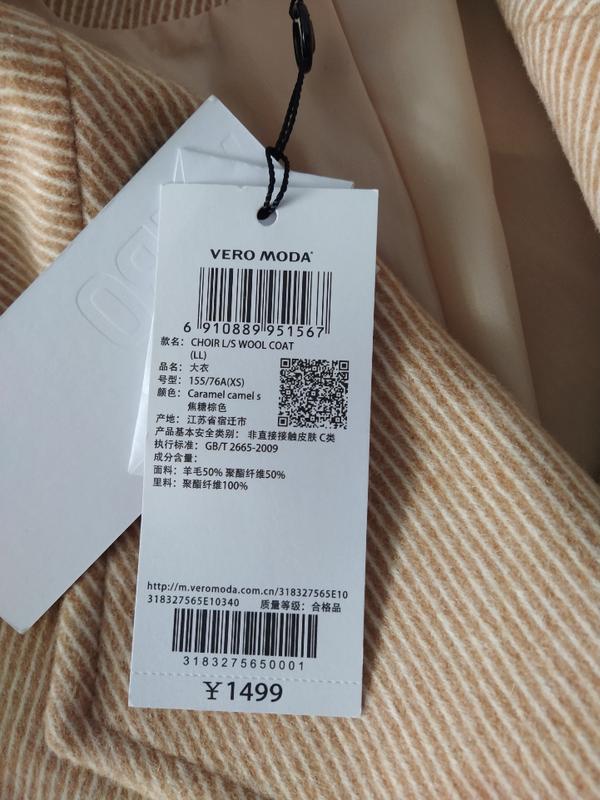 VERO MODA
6 910889 951567
款名: CHOIR L/S WOOL COAT
(LL)
品名: 大衣
号型: 155/76A(XS)
颜色: Caramel camel s
焦糖棕色
产地: 江苏省宿迁市
产品基本安全类别: 非直接接触皮肤 C类
执行标准: GB/T 2665-2009
成分含量:
面料: 羊毛50% 聚酯纤维50%
里料: 聚酯纤维100%
http://m.veromoda.com.cn/318327565E10
318327565E10340 质量等级: 合格品
3183275650001
¥1499